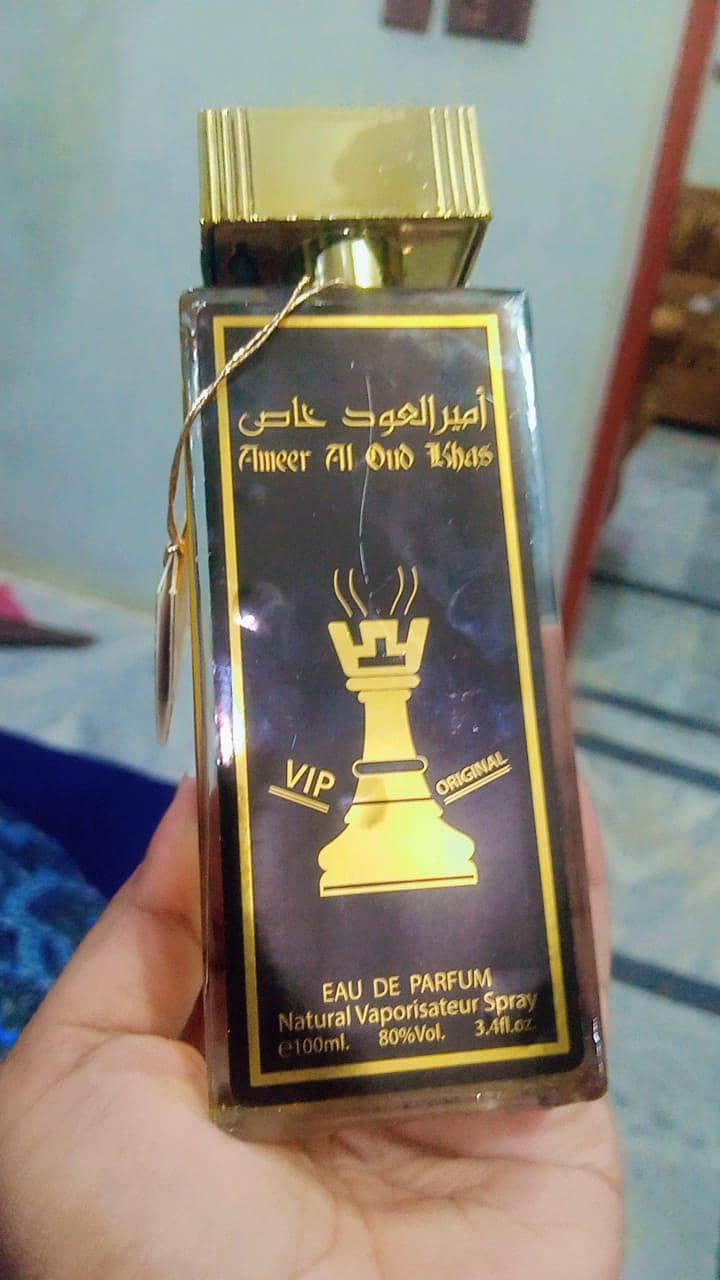 أمير العود خاص
Ameer Al Oud Khas
VIP
ORIGINAL
EAU DE PARFUM
Natural Vaporisateur Spray
℮100ml. 80%Vol. 3.4fl.oz.